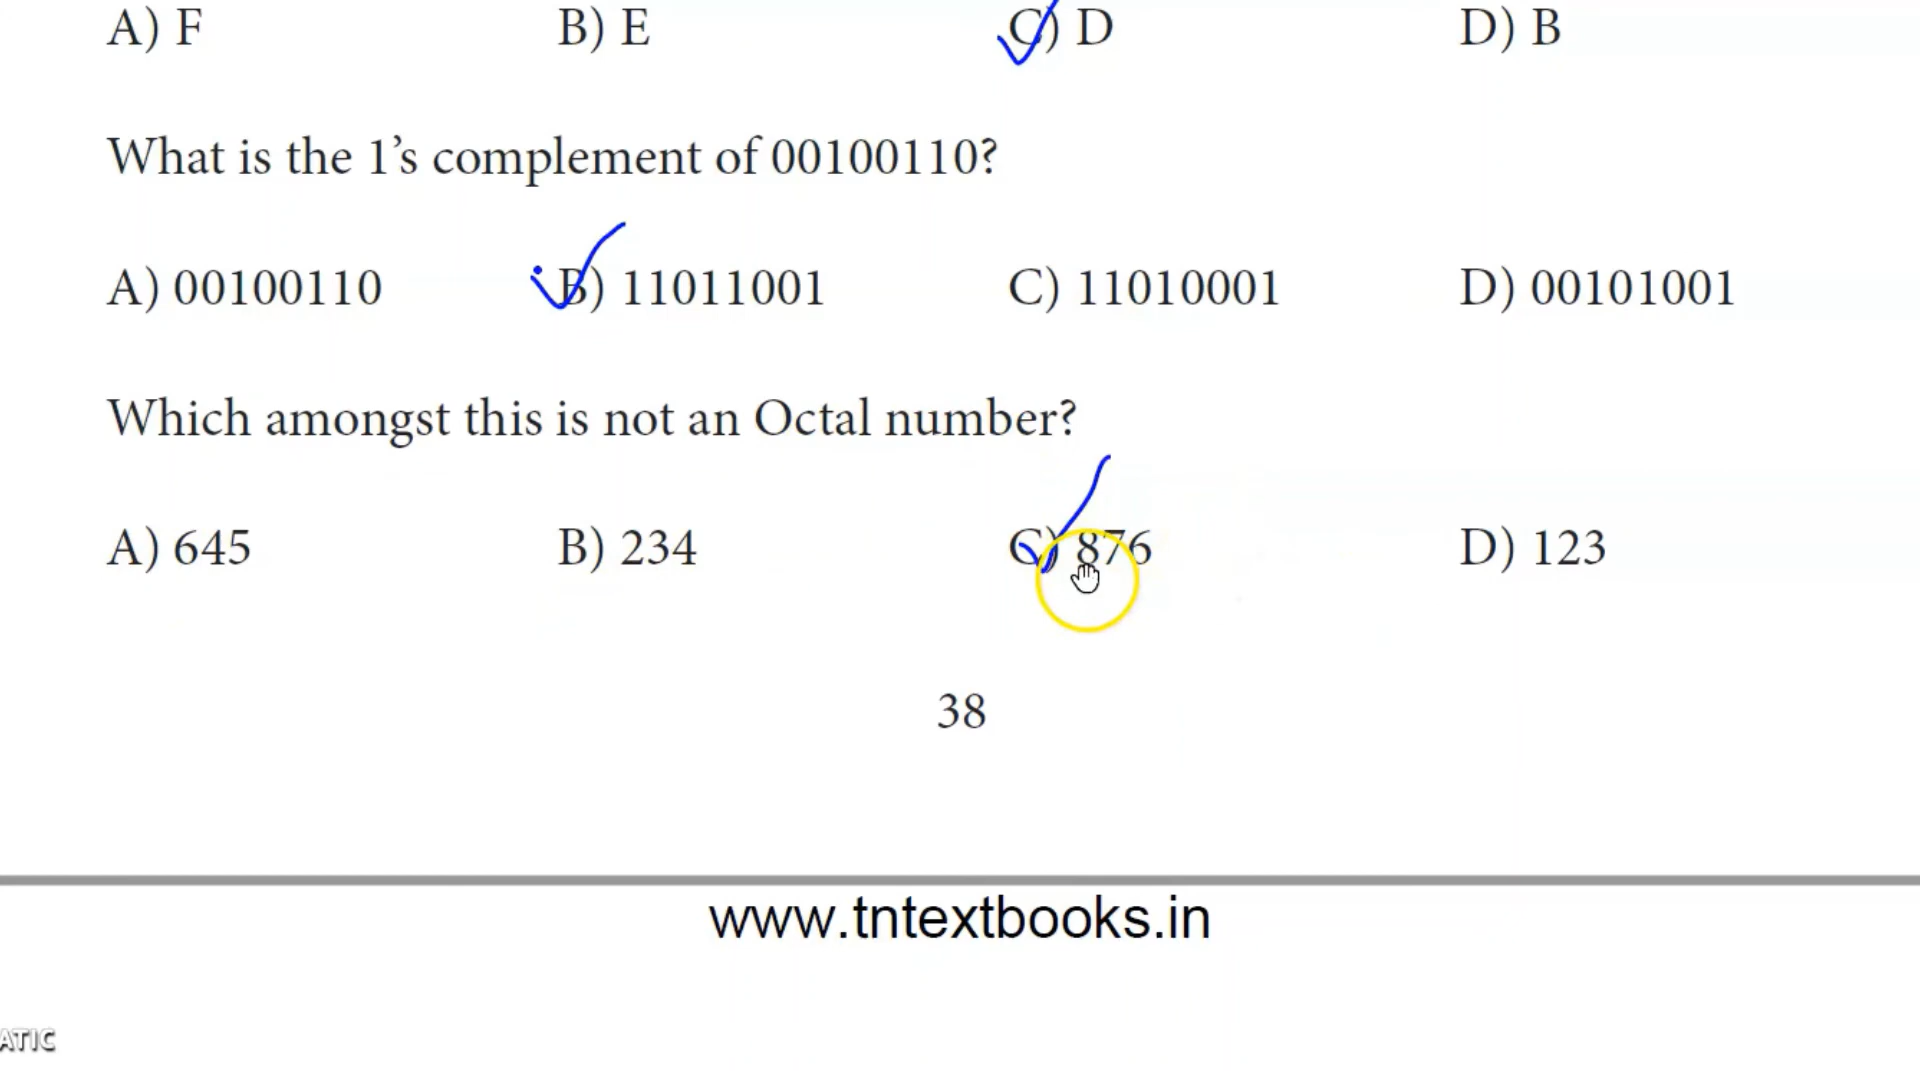 A) F B) E C) D D) B
What is the 1’s complement of 00100110?
A) 00100110 B) 11011001 C) 11010001 D) 00101001
Which amongst this is not an Octal number?
A) 645 B) 234 C) 876 D) 123
38
www.tntextbooks.in
ATIC